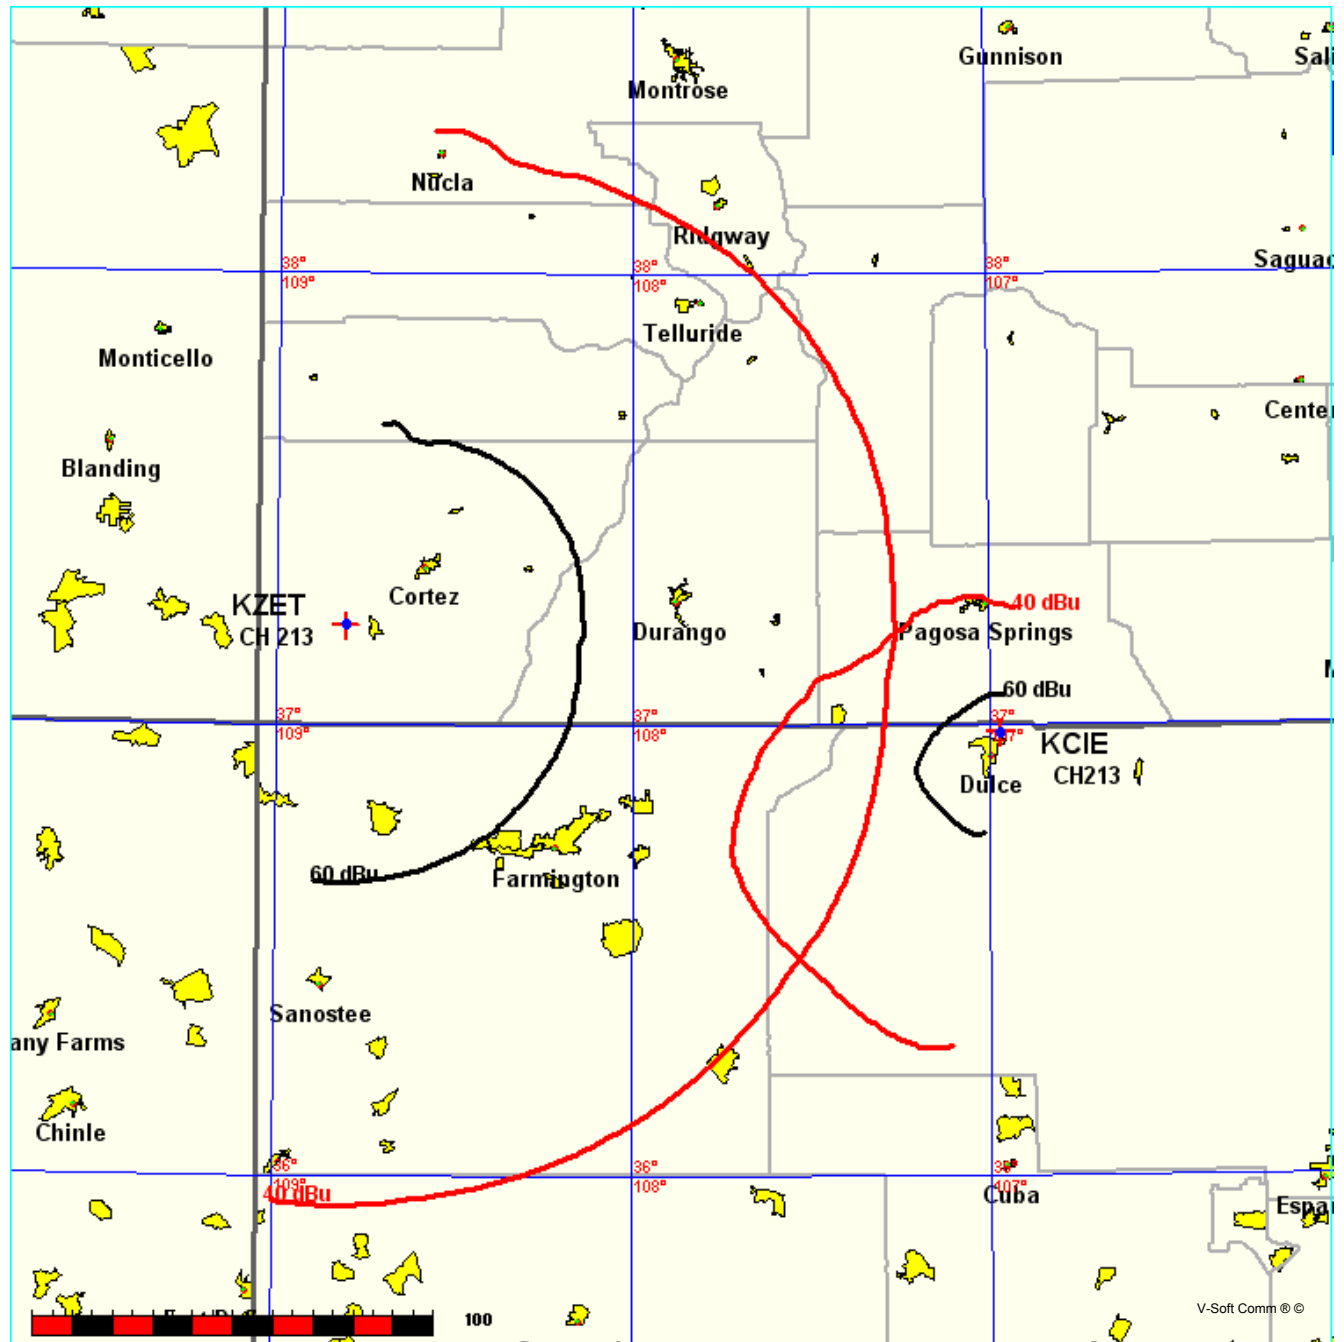 Gunnison
Sali
Montrose
Nucla
Ridgway
Saguac
38°
109°
38°
108°
38°
107°
Telluride
Monticello
Center
Blanding
KZET
CH 213
Cortez
Durango
40 dBu
Pagosa Springs
60 dBu
37°
109°
37°
108°
37°
107°
KCIE
CH213
Dulce
60 dBu
Farmington
Sanostee
any Farms
Chinle
36°
109°
36°
108°
107°
40 dBu
Cuba
Espar
100
V-Soft Comm ® ©